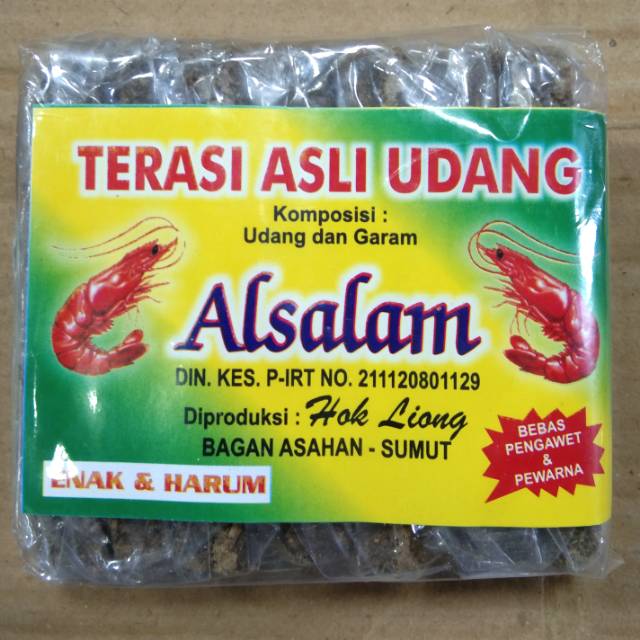 TERASI ASLI UDANG
Komposisi :
Udang dan Garam
Alsalam
DIN. KES. P-IRT NO. 211120801129
Diproduksi : Hok Liong
BAGAN ASAHAN - SUMUT
ENAK & HARUM
BEBAS
PENGAWET
&
PEWARNA